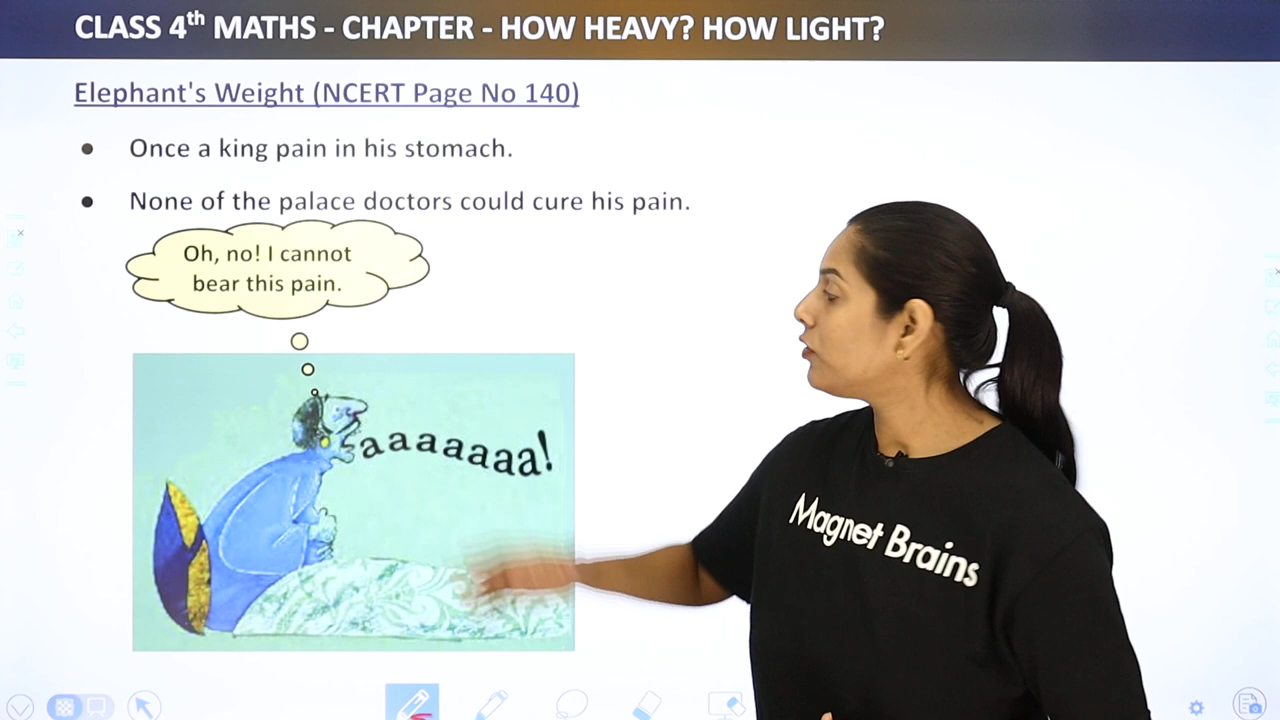 CLASS 4th MATHS - CHAPTER - HOW HEAVY? HOW LIGHT?
Elephant's Weight (NCERT Page No 140)
• Once a king pain in his stomach.
• None of the palace doctors could cure his pain.
Oh, no! I cannot
bear this pain.
aaaaaaa!
Magnet Brains